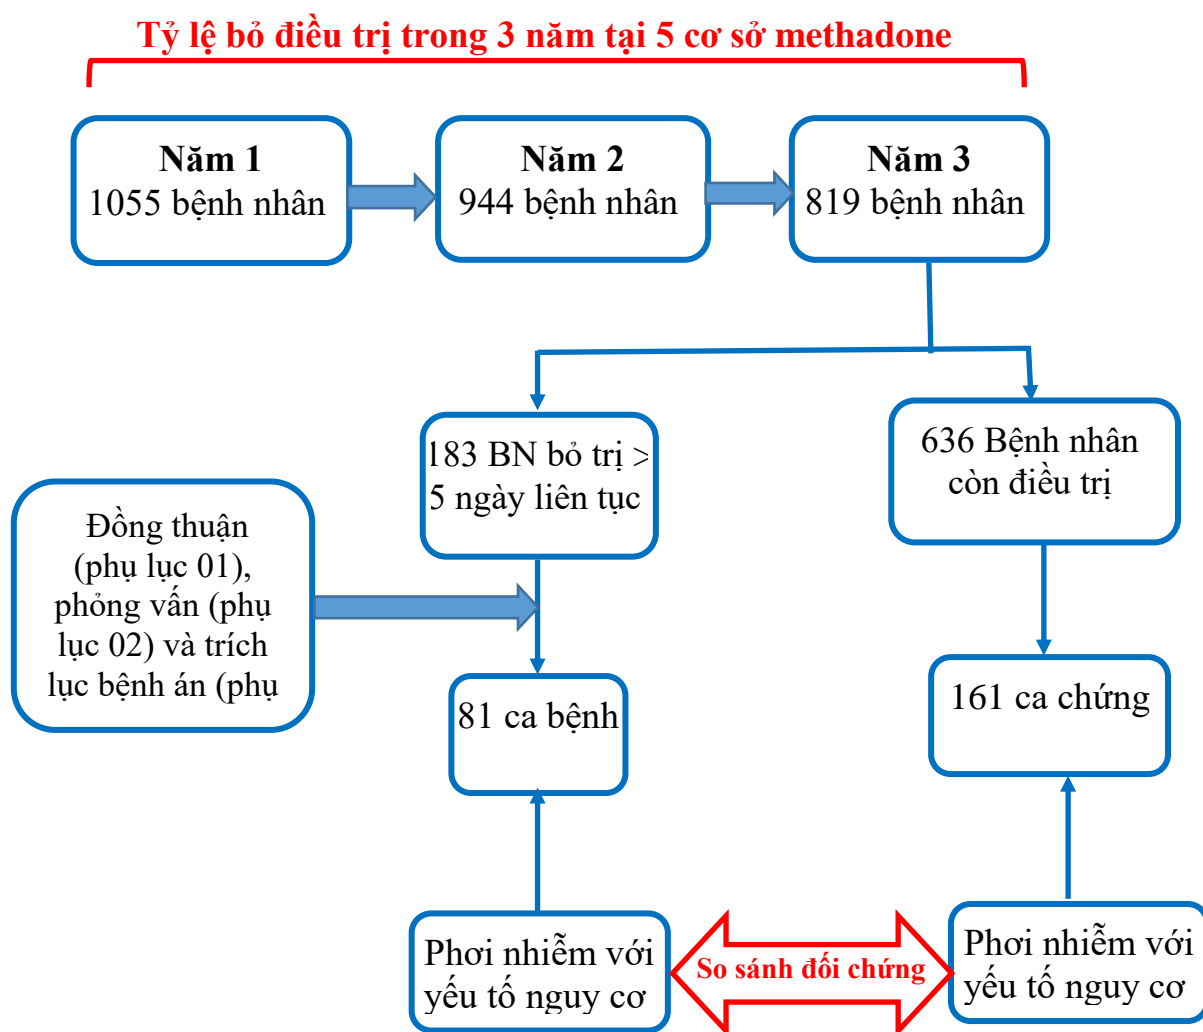 Tỷ lệ bỏ điều trị trong 3 năm tại 5 cơ sở methadone
Năm 1
1055 bệnh nhân
Năm 2
944 bệnh nhân
Năm 3
819 bệnh nhân
183 BN bỏ trị >
5 ngày liên tục
636 Bệnh nhân
còn điều trị
Đồng thuận
(phụ lục 01),
phỏng vấn (phụ
lục 02) và trích
lục bệnh án (phụ
81 ca bệnh
161 ca chứng
Phơi nhiễm với
yếu tố nguy cơ
So sánh đối chứng
Phơi nhiễm với
yếu tố nguy cơ